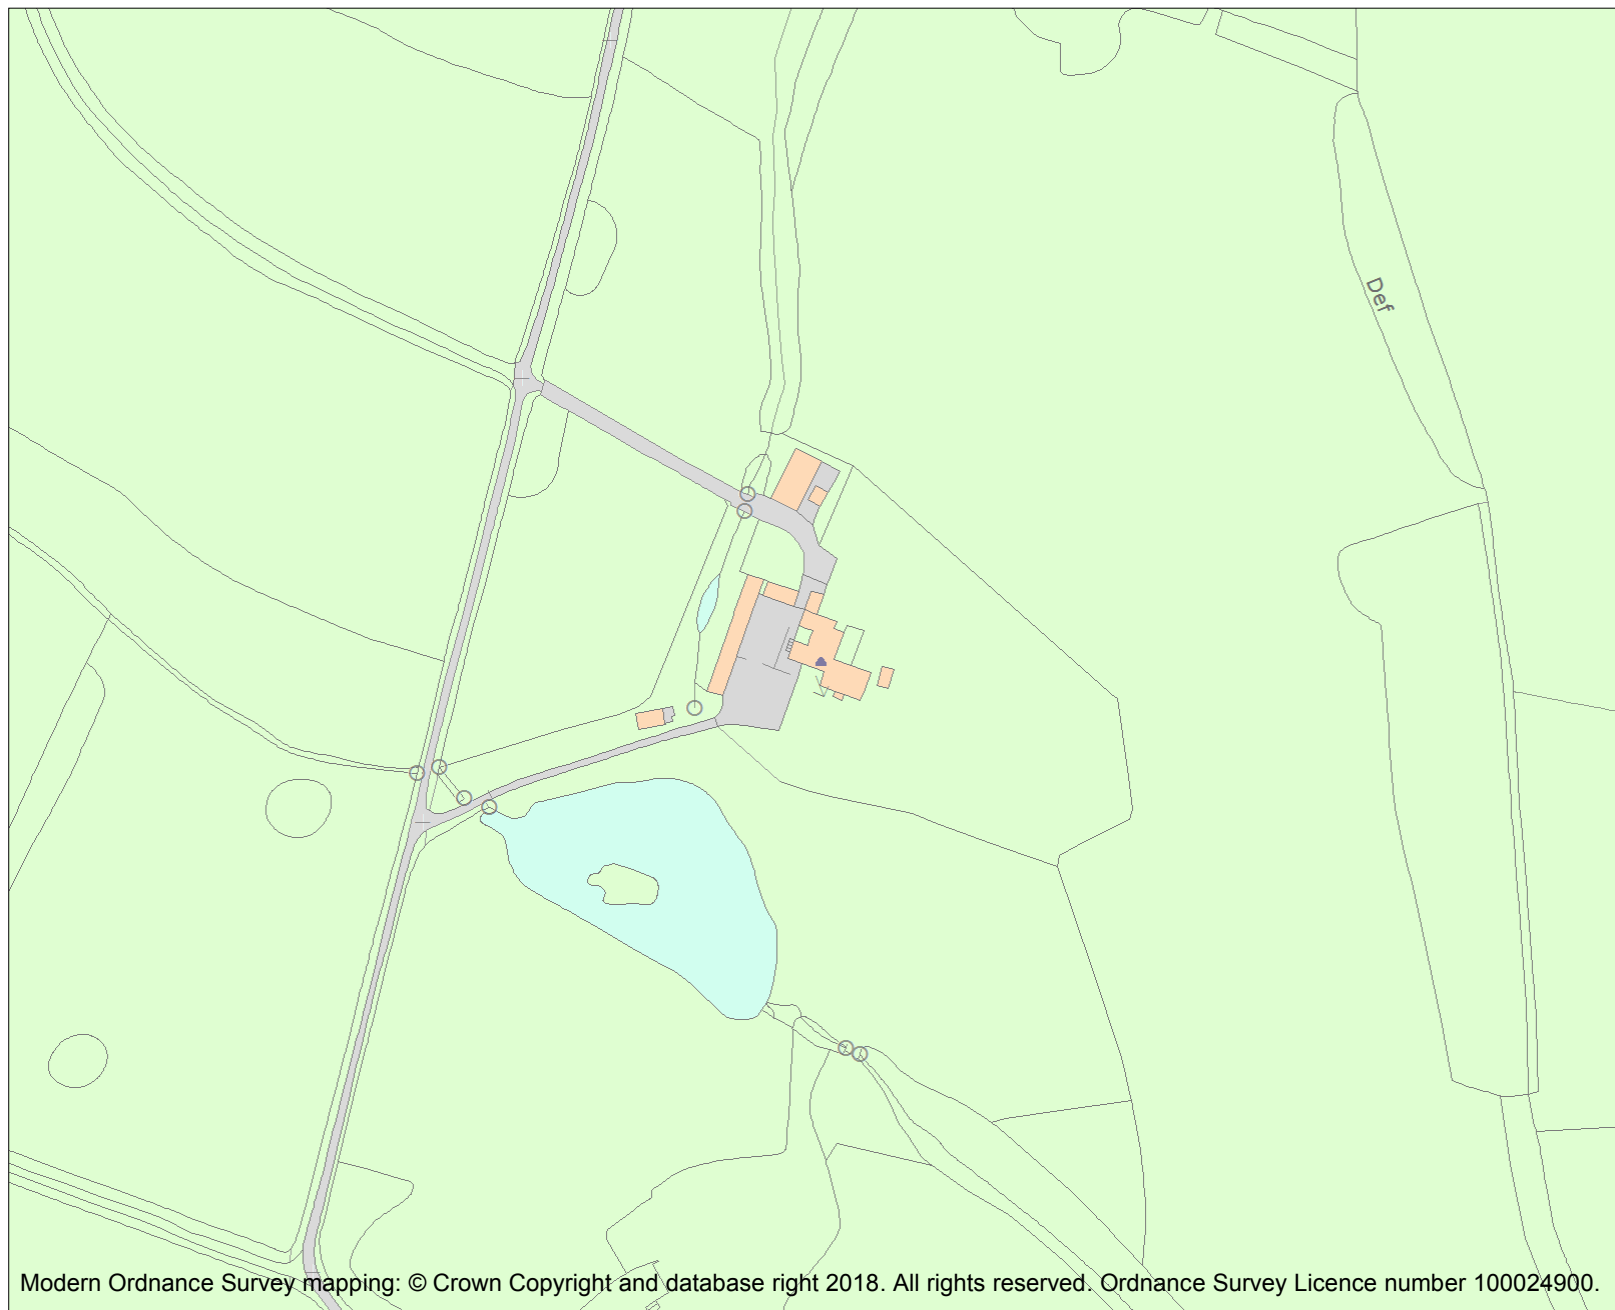 Def
Modern Ordnance Survey mapping: © Crown Copyright and database right 2018. All rights reserved. Ordnance Survey Licence number 100024900.